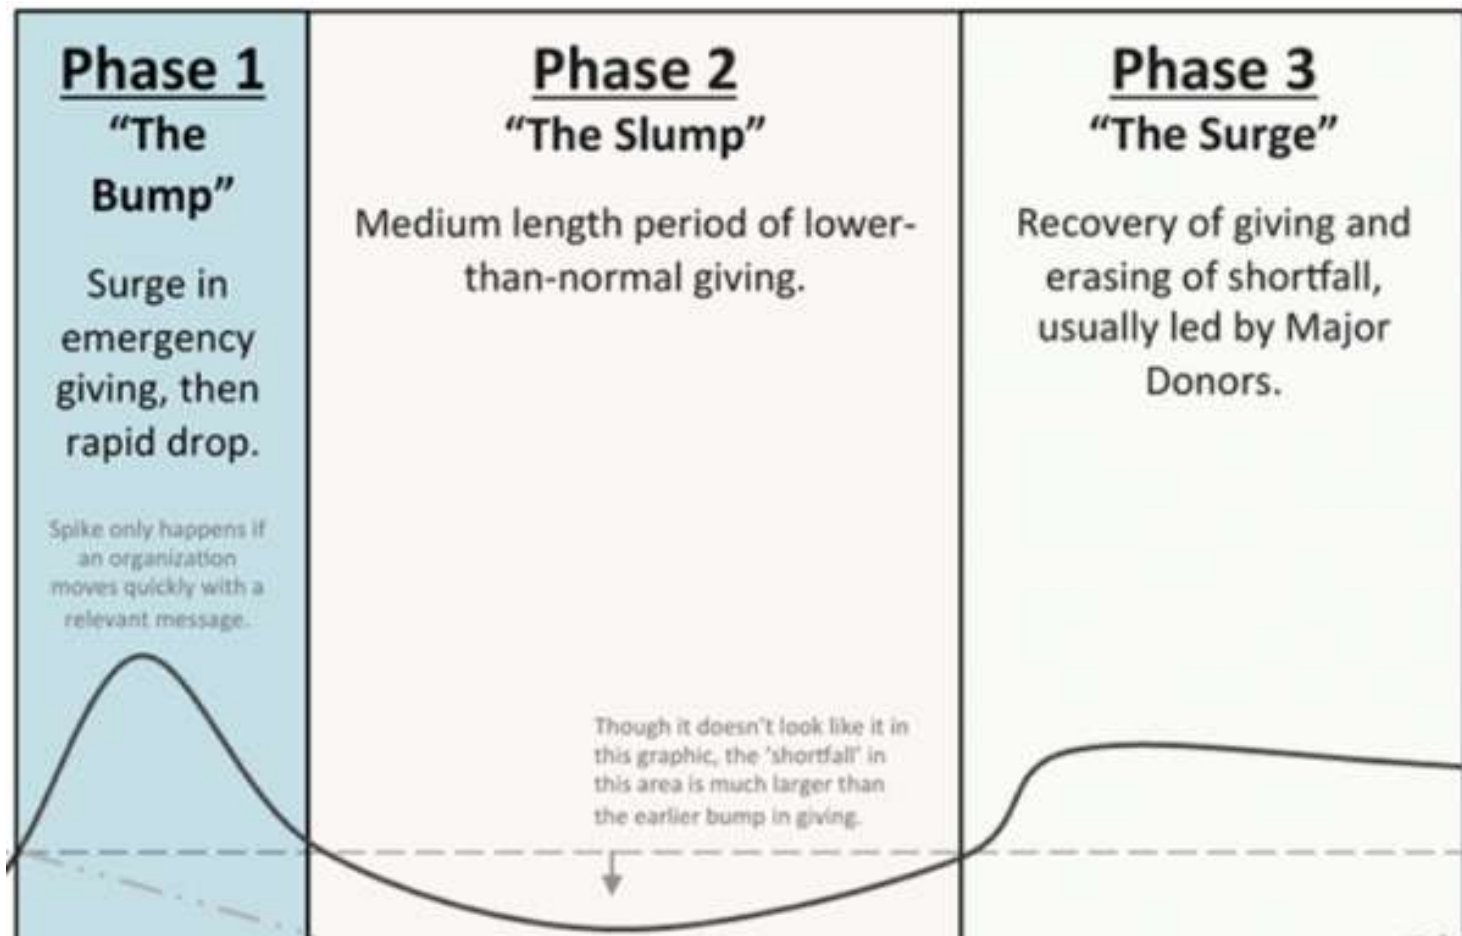 Phase 1
“The
Bump”
Surge in
emergency
giving, then
rapid drop.
Spike only happens if
an organization
moves quickly with a
relevant message.
Phase 2
“The Slump”
Medium length period of lower-
than-normal giving.
Though it doesn’t look like it in
this graphic, the ‘shortfall’ in
this area is much larger than
the earlier bump in giving.
Phase 3
“The Surge”
Recovery of giving and
erasing of shortfall,
usually led by Major
Donors.